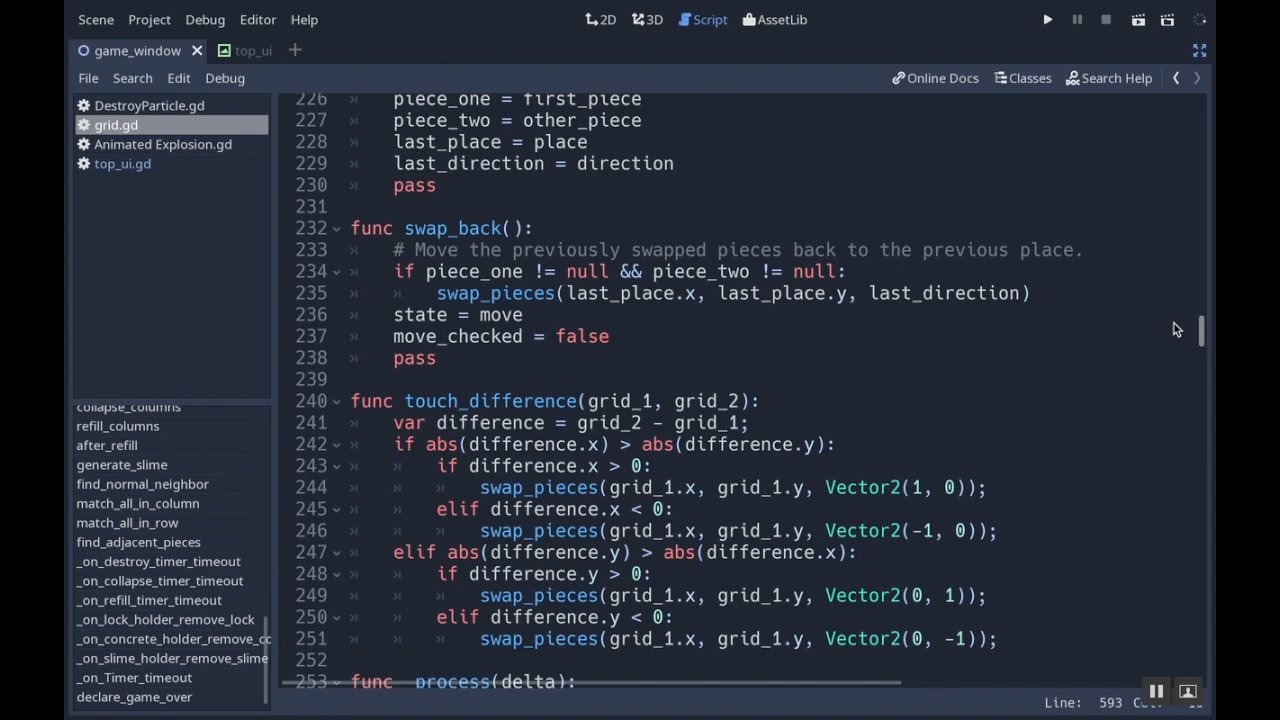 Scene Project Debug Editor Help 2D 3D Script AssetLib
game_window top_ui
File Search Edit Debug Online Docs Classes Search Help
DestroyParticle.gd
grid.gd
Animated Explosion.gd
top_ui.gd
collapse_columns
refill_columns
after_refill
generate_slime
find_normal_neighbor
match_all_in_column
match_all_in_row
find_adjacent_pieces
_on_destroy_timer_timeout
_on_collapse_timer_timeout
_on_refill_timer_timeout
_on_lock_holder_remove_lock
_on_concrete_holder_remove_co
_on_slime_holder_remove_slime
_on_Timer_timeout
declare_game_over
226 piece_one = first_piece
227 piece_two = other_piece
228 last_place = place
229 last_direction = direction
230 pass
231
232 func swap_back():
233 # Move the previously swapped pieces back to the previous place.
234 if piece_one != null && piece_two != null:
235 swap_pieces(last_place.x, last_place.y, last_direction)
236 state = move
237 move_checked = false
238 pass
239
240 func touch_difference(grid_1, grid_2):
241 var difference = grid_2 - grid_1;
242 if abs(difference.x) > abs(difference.y):
243 if difference.x > 0:
244 swap_pieces(grid_1.x, grid_1.y, Vector2(1, 0));
245 elif difference.x < 0:
246 swap_pieces(grid_1.x, grid_1.y, Vector2(-1, 0));
247 elif abs(difference.y) > abs(difference.x):
248 if difference.y > 0:
249 swap_pieces(grid_1.x, grid_1.y, Vector2(0, 1));
250 elif difference.y < 0:
251 swap_pieces(grid_1.x, grid_1.y, Vector2(0, -1));
252
253 func _process(delta):
Line: 593